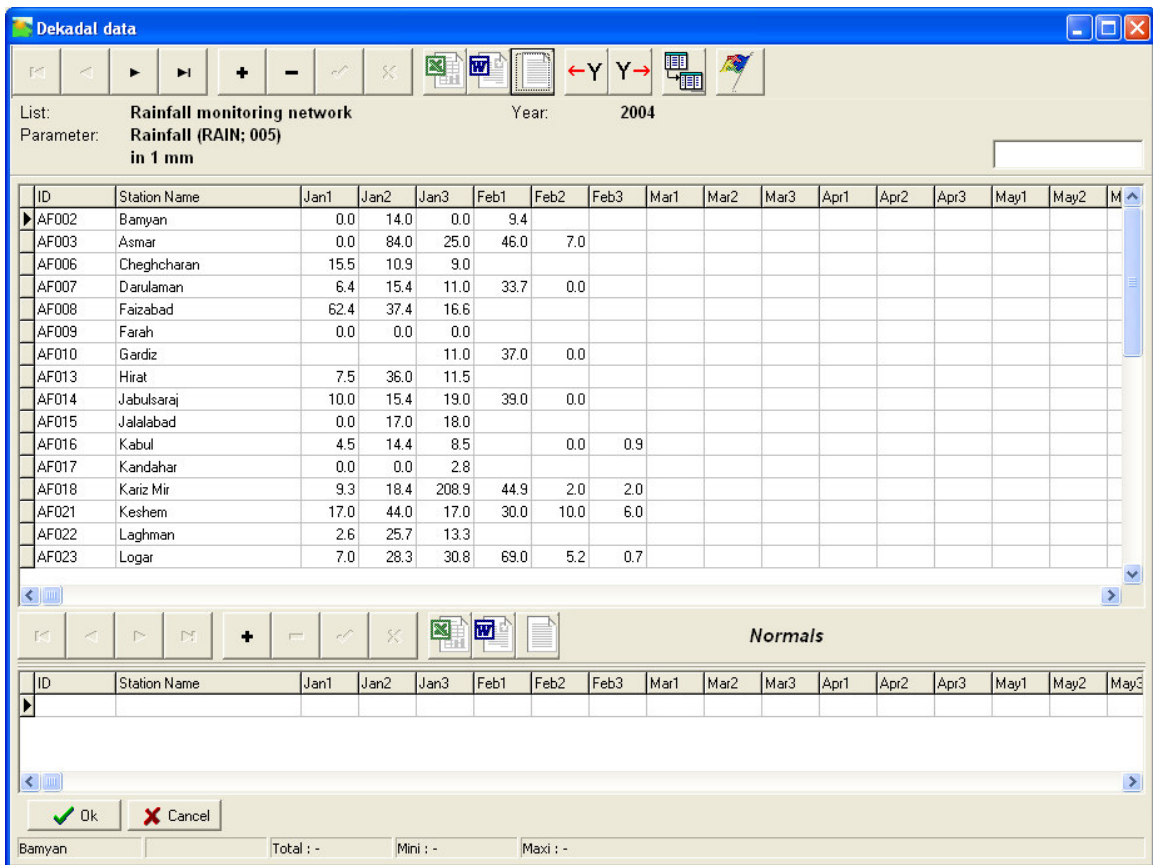 Dekadal data
Y Y
List: Rainfall monitoring network Year: 2004
Parameter: Rainfall (RAIN; 005)
in 1 mm
ID Station Name Jan1 Jan2 Jan3 Feb1 Feb2 Feb3 Mar1 Mar2 Mar3 Apr1 Apr2 Apr3 May1 May2 M
AF002 Bamyan 0.0 14.0 0.0 9.4
AF003 Asmar 0.0 84.0 25.0 46.0 7.0
AF006 Cheghcharan 15.5 10.9 9.0
AF007 Darulaman 6.4 15.4 11.0 33.7 0.0
AF008 Faizabad 62.4 37.4 16.6
AF009 Farah 0.0 0.0 0.0
AF010 Gardiz 11.0 37.0 0.0
AF013 Hirat 7.5 36.0 11.5
AF014 Jabulsaraj 10.0 15.4 19.0 39.0 0.0
AF015 Jalalabad 0.0 17.0 18.0
AF016 Kabul 4.5 14.4 8.5 0.0 0.9
AF017 Kandahar 0.0 0.0 2.8
AF018 Kariz Mir 9.3 18.4 208.9 44.9 2.0 2.0
AF021 Keshem 17.0 44.0 17.0 30.0 10.0 6.0
AF022 Laghman 2.6 25.7 13.3
AF023 Logar 7.0 28.3 30.8 69.0 5.2 0.7
Normals
ID Station Name Jan1 Jan2 Jan3 Feb1 Feb2 Feb3 Mar1 Mar2 Mar3 Apr1 Apr2 Apr3 May1 May2 May3
Ok Cancel
Bamyan Total : - Mini : - Maxi : -